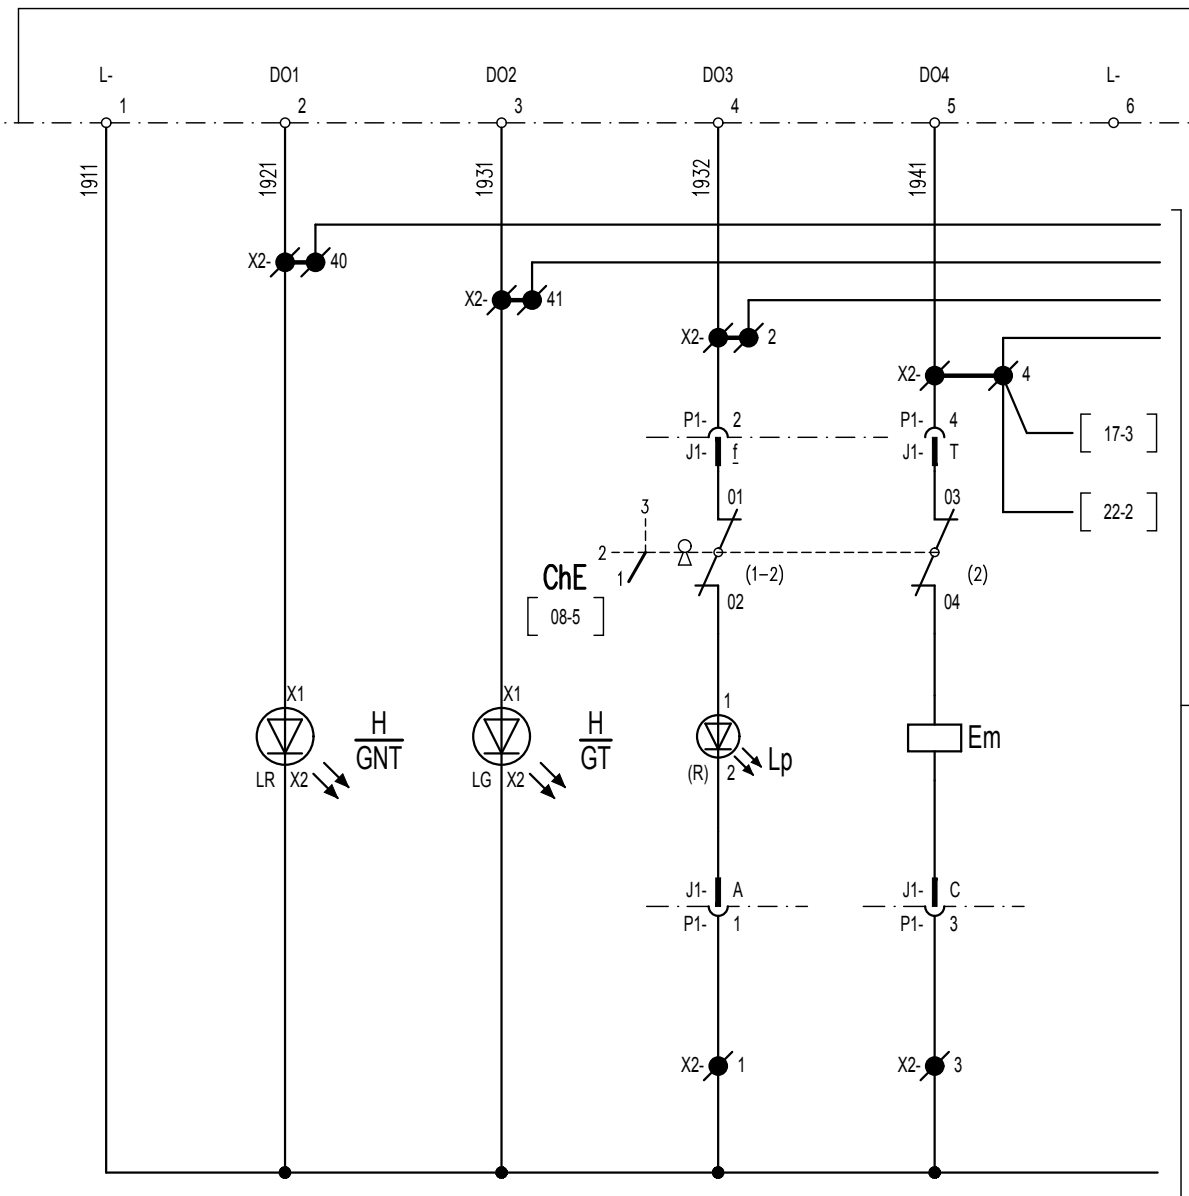 L- DO1 DO2 DO3 DO4 L-
1 2 3 4 5 6
1911 1921 1931 1932 1941
X2- 40
X2- 41
X2- 2
X2- 4
P1- 2 P1- 4
[ 17-3 ]
J1- f J1- T
01 03
3
[ 22-2 ]
2
1
ChE (1–2) (2)
02 04
[ 08-5 ]
X1 X1 1
H
GNT
H
GT
Em
Lp
LR X2 LG X2 (R) 2
J1- A J1- C
P1- 1 P1- 3
X2- 1 X2- 3